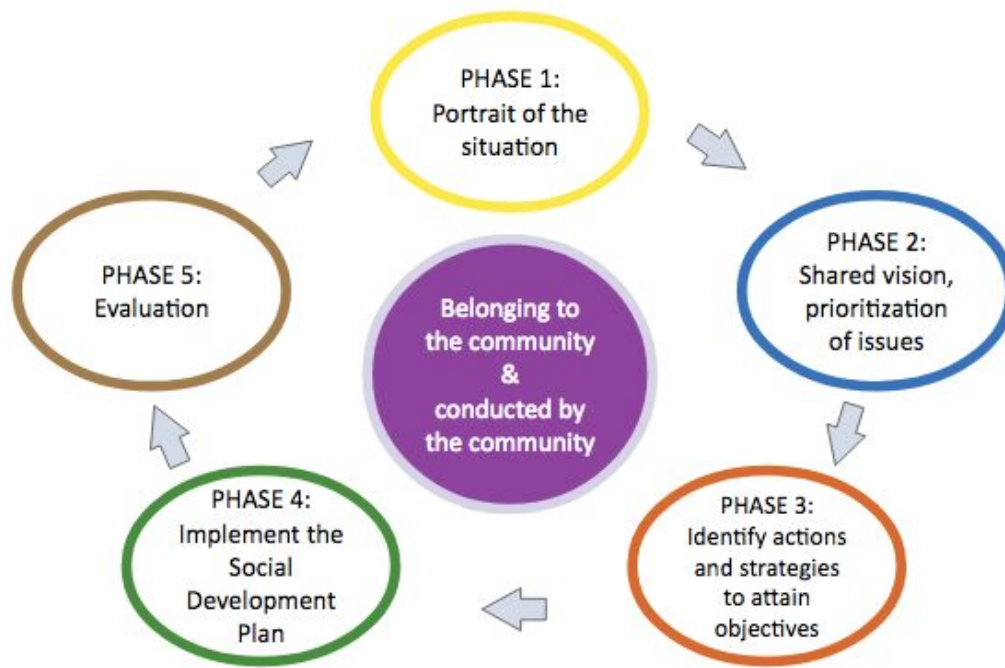 PHASE 1:
Portrait of the
situation
PHASE 2:
Shared vision,
prioritization
of issues
PHASE 3:
Identify actions
and strategies
to attain
objectives
PHASE 4:
Implement the
Social
Development
Plan
PHASE 5:
Evaluation
Belonging to
the community
&
conducted by
the community